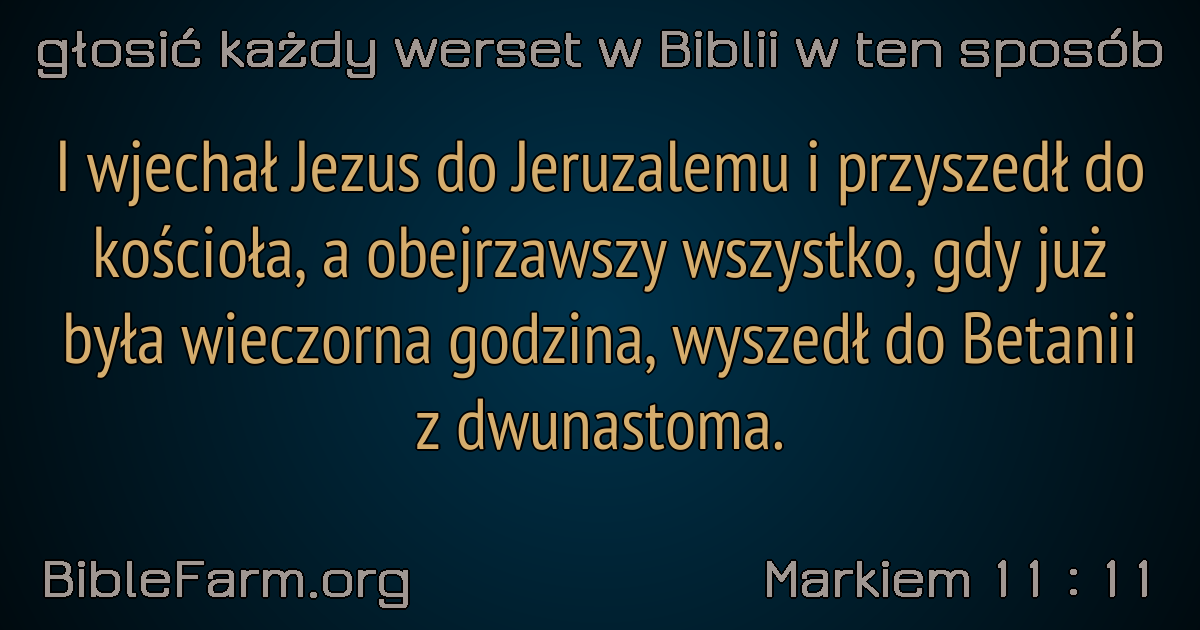 głosić każdy werset w Biblii w ten sposób
I wjechał Jezus do Jeruzalemu i przyszedł do
kościoła, a obejrzawszy wszystko, gdy już
była wieczorna godzina, wyszedł do Betanii
z dwunastoma.
BibleFarm.org
Markiem 11 : 11